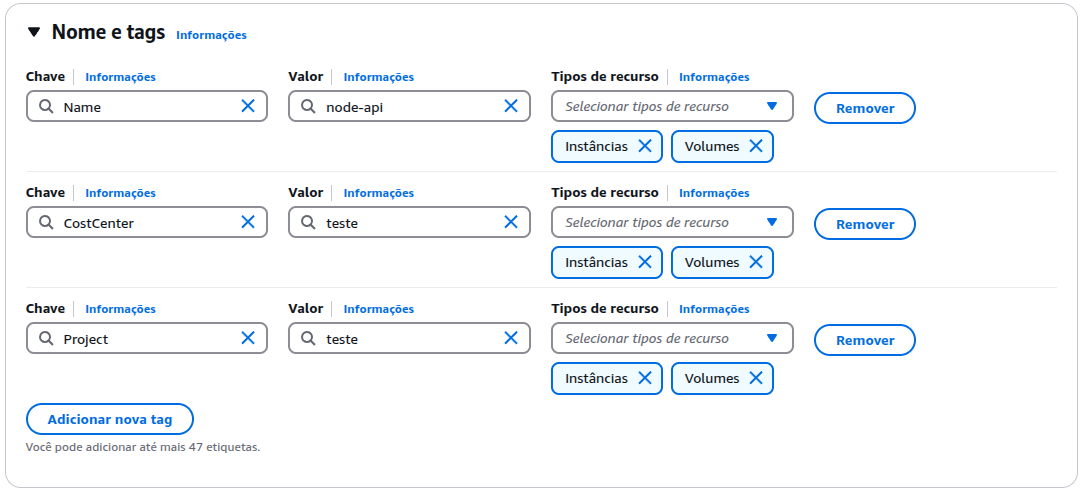 Nome e tags Informações
Chave Informações Valor Informações Tipos de recurso Informações
Name node-api Selecionar tipos de recurso Remover
Instâncias Volumes
Chave Informações Valor Informações Tipos de recurso Informações
CostCenter teste Selecionar tipos de recurso Remover
Instâncias Volumes
Chave Informações Valor Informações Tipos de recurso Informações
Project teste Selecionar tipos de recurso Remover
Instâncias Volumes
Adicionar nova tag
Você pode adicionar até mais 47 etiquetas.